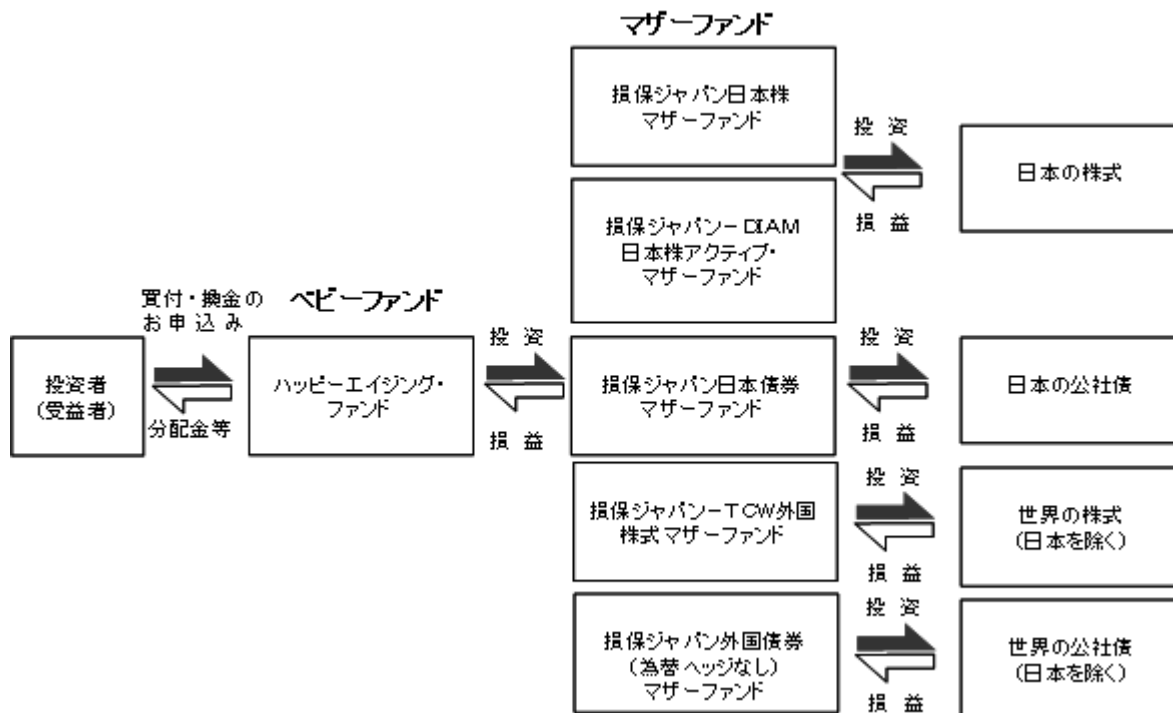 マザーファンド
損保ジャパン日本株
マザーファンド
投 資
損 益
日本の株式
損保ジャパン－DIAM
日本株アクティブ・
マザーファンド
買付・換金の
お 申 込 み
分配金等
投資者
(受益者)
ベビーファンド
ハッピーエイジング・
ファンド
投 資
損 益
損保ジャパン日本債券
マザーファンド
投 資
損 益
日本の公社債
損保ジャパン－TCW外国
株式マザーファンド
投 資
損 益
世界の株式
(日本を除く)
損保ジャパン外国債券
(為替ヘッジなし)
マザーファンド
投 資
損 益
世界の公社債
(日本を除く)